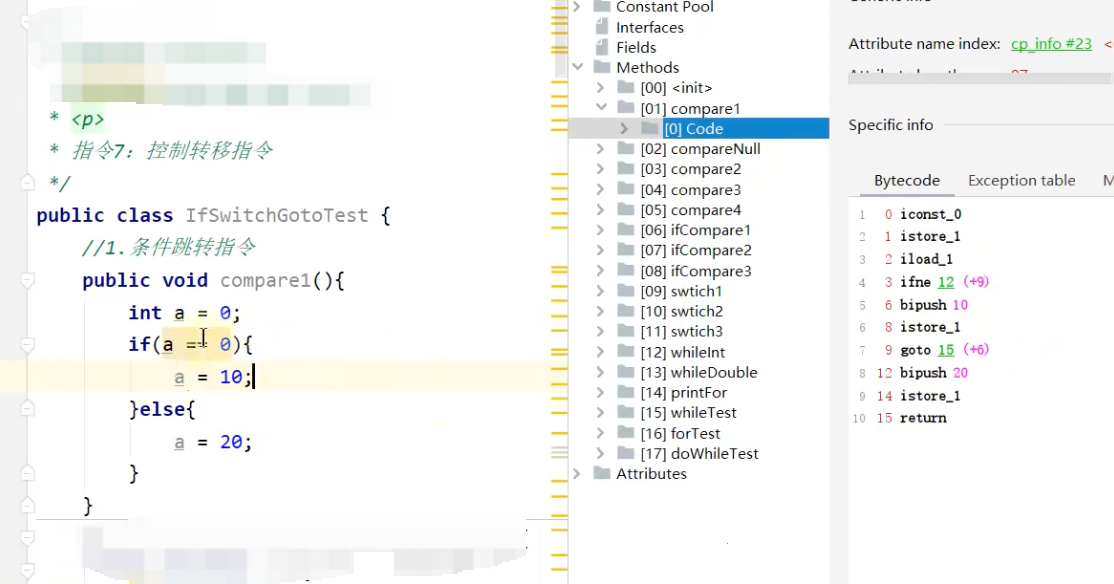 * <p>
* 指令7：控制转移指令
*/
public class IfSwitchGotoTest {
//1.条件跳转指令
public void compare1(){
int a = 0;
if(a == 0){
a = 10;
}else{
a = 20;
}
}
Constant Pool
Interfaces
Fields
Methods
[00] <init>
[01] compare1
[0] Code
[02] compareNull
[03] compare2
[04] compare3
[05] compare4
[06] ifCompare1
[07] ifCompare2
[08] ifCompare3
[09] swtich1
[10] swtich2
[11] swtich3
[12] whileInt
[13] whileDouble
[14] printFor
[15] whileTest
[16] forTest
[17] doWhileTest
Attributes
Attribute name index: cp_info #23 <
Specific info
Bytecode Exception table M
1 0 iconst_0
2 1 istore_1
3 2 iload_1
4 3 ifne 12 (+9)
5 6 bipush 10
6 8 istore_1
7 9 goto 15 (+6)
8 12 bipush 20
9 14 istore_1
10 15 return